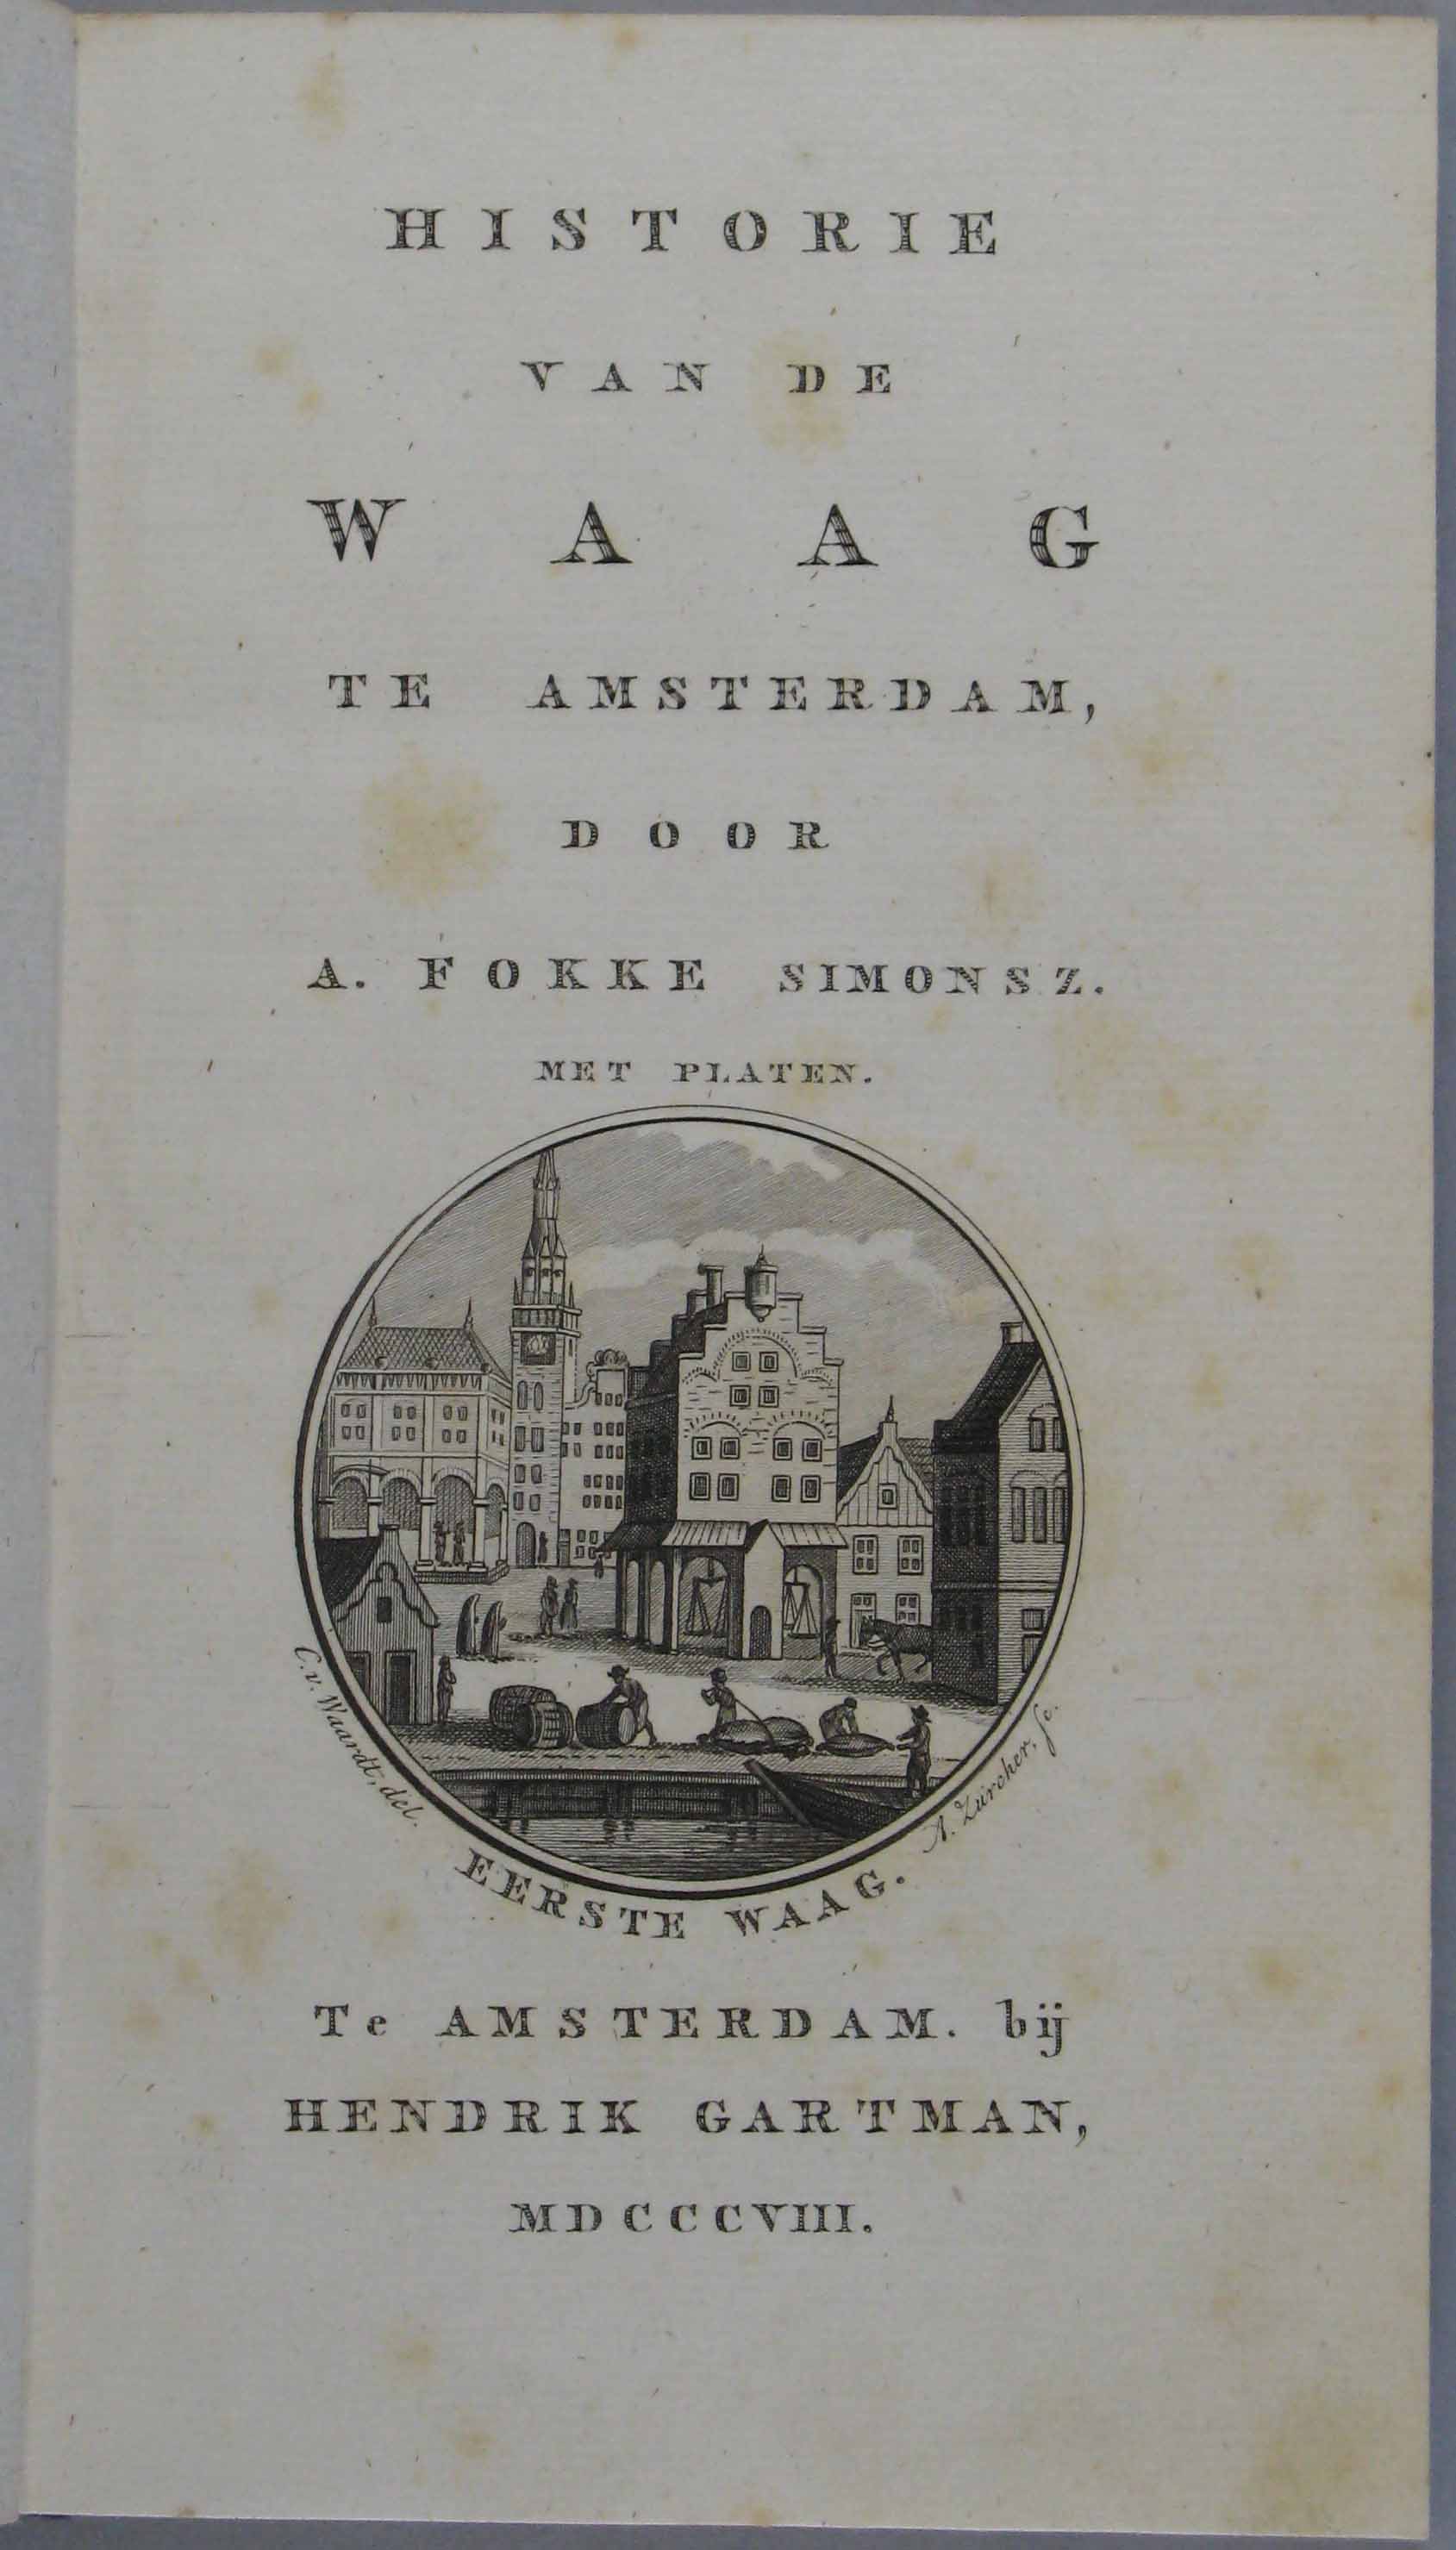 HISTORIE
VAN DE
WAAG
TE AMSTERDAM,
DOOR
A. FOKKE SIMONSZ.
MET PLATEN.
C. v. Waardt, del.
A. Zürcher, sc.
EERSTE WAAG.
Te AMSTERDAM. bij
HENDRIK GARTMAN,
MDCCCVIII.